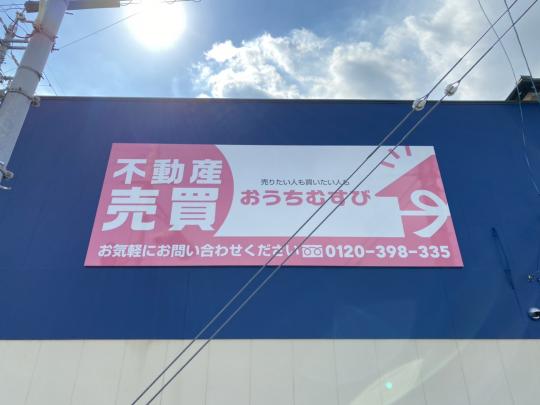 不動産
売買
売りたい人も買いたい人も
おうちむすび
お気軽にお問い合わせください 0120-398-335